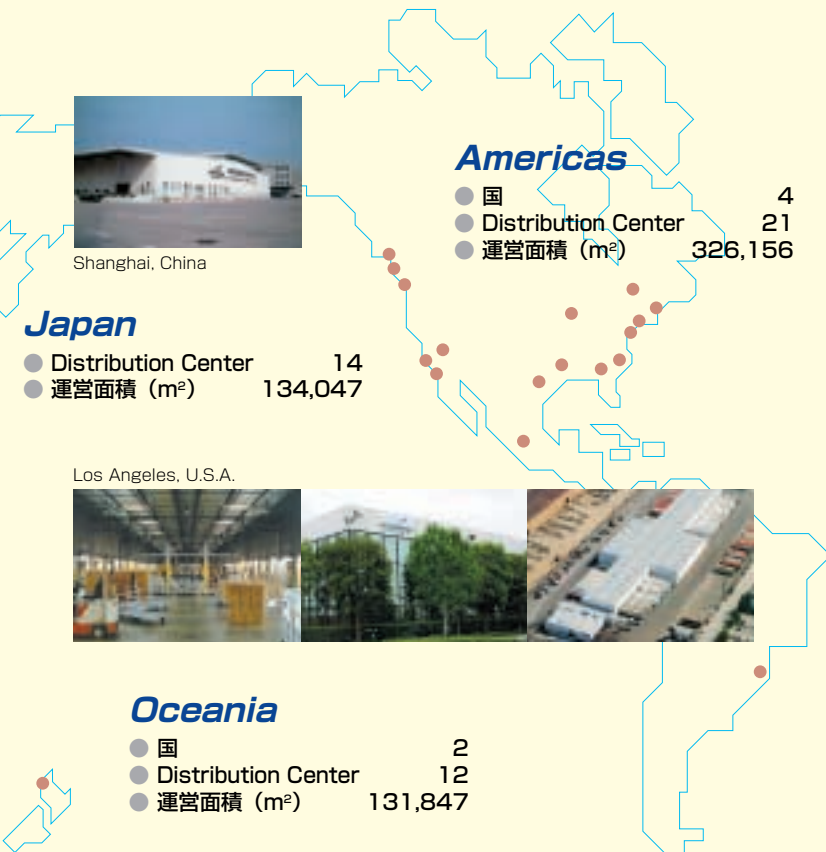 Americas
● 国 4
● Distribution Center 21
● 運営面積（m²） 326,156
Shanghai, China
Japan
● Distribution Center 14
● 運営面積（m²） 134,047
Los Angeles, U.S.A.
Oceania
● 国 2
● Distribution Center 12
● 運営面積（m²） 131,847